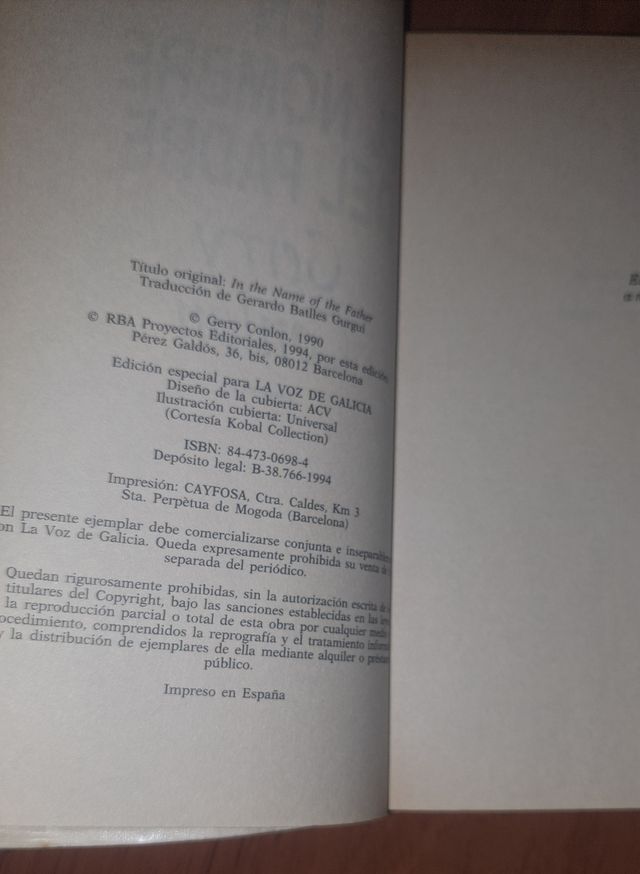 Título original: In the Name of the Father
Traducción de Gerardo Batlles Gurgui
© Gerry Conlon, 1990
© RBA Proyectos Editoriales, 1994, por esta edición
Pérez Galdós, 36, bis, 08012 Barcelona
Edición especial para LA VOZ DE GALICIA
Diseño de la cubierta: ACV
Ilustración cubierta: Universal
(Cortesía Kobal Collection)
ISBN: 84-473-0698-4
Depósito legal: B-38.766-1994
Impresión: CAYFOSA, Ctra. Caldes, Km 3
Sta. Perpètua de Mogoda (Barcelona)
El presente ejemplar debe comercializarse conjunta e
on La Voz de Galicia. Queda expresamente prohibida su venta
separada del periódico.
Quedan rigurosamente prohibidas, sin la autorización escrita de
titulares del Copyright, bajo las sanciones establecidas en las
la reproducción parcial o total de esta obra por cualquier
ocedimiento, comprendidos la reprografía y el tratamiento
y la distribución de ejemplares de ella mediante alquiler o
público.
Impreso en España